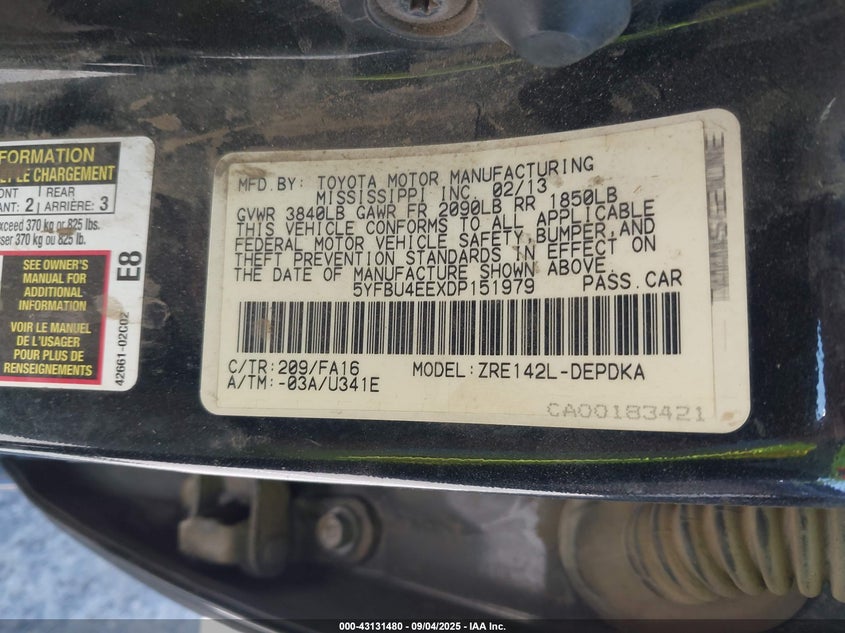 FORMATION
ET LE CHARGEMENT
ONT
ANT: 2
REAR
ARRIÈRE: 3
exceed 370 kg or 825 lbs.
ser 370 kg ou 825 lb.
SEE OWNER'S
MANUAL FOR
ADDITIONAL
INFORMATION
VOIR LE MANUEL
DE L'USAGER
POUR PLUS DE
RENSEIGNEMENTS
E8
42661-02C02
MFD.BY: TOYOTA MOTOR MANUFACTURING
MISSISSIPPI INC. 02/13
GVWR 3840LB GAWR FR 2090LB RR 1850LB
THIS VEHICLE CONFORMS TO ALL APPLICABLE
FEDERAL MOTOR VEHICLE SAFETY,BUMPER,AND
THEFT PREVENTION STANDARDS IN EFFECT ON
THE DATE OF MANUFACTURE SHOWN ABOVE.
5YFBU4EEXDP151979 PASS.CAR
C/TR:209/FA16 MODEL:ZRE142L-DEPDKA
A/TM:-03A/U341E
CA00183421
000-43131480 - 09/04/2025 - IAA Inc.